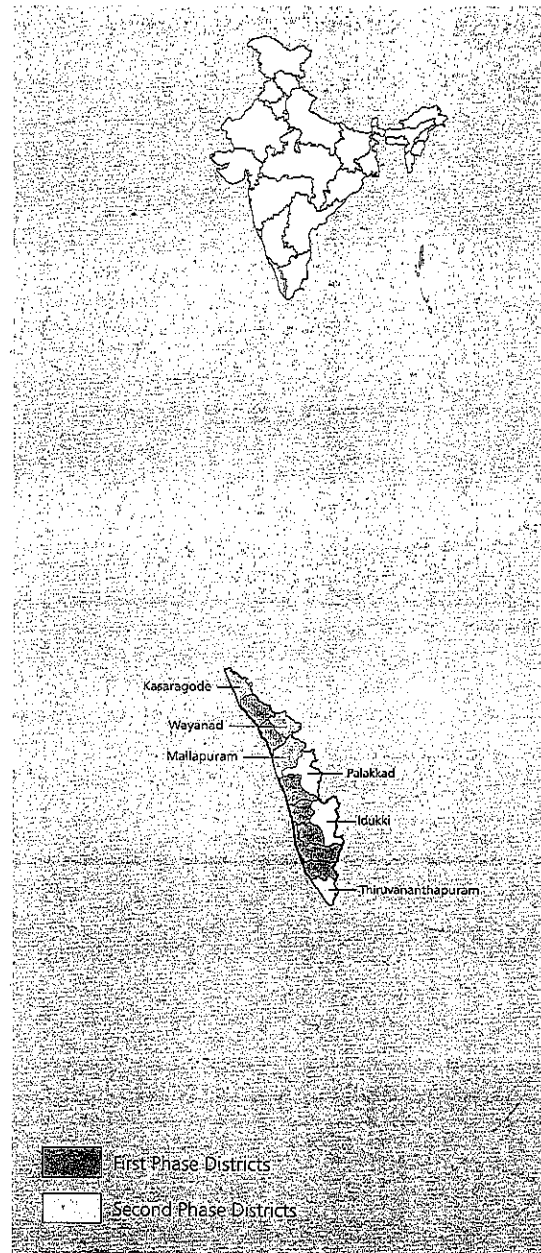 Kasaragode
Wayanad
Mallapuram
Palakkad
Idukki
Thiruvananthapuram
First Phase Districts
Second Phase Districts